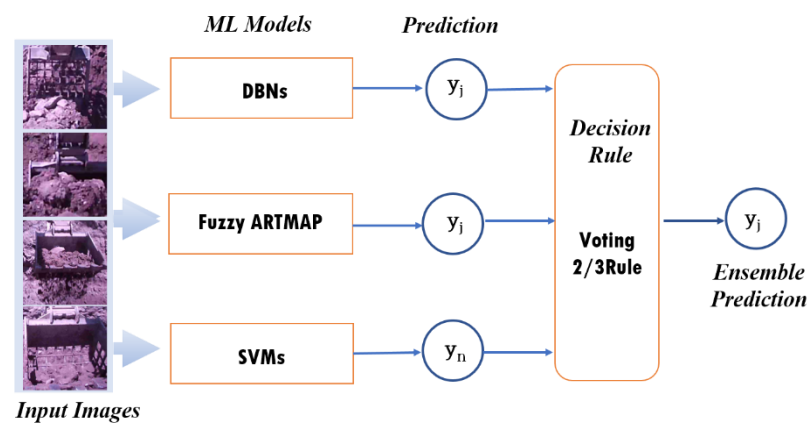 ML Models
Prediction
DBNs
yj
Fuzzy ARTMAP
yj
SVMs
yn
Decision
Rule
Voting
2/3Rule
yj
Ensemble
Prediction
Input Images